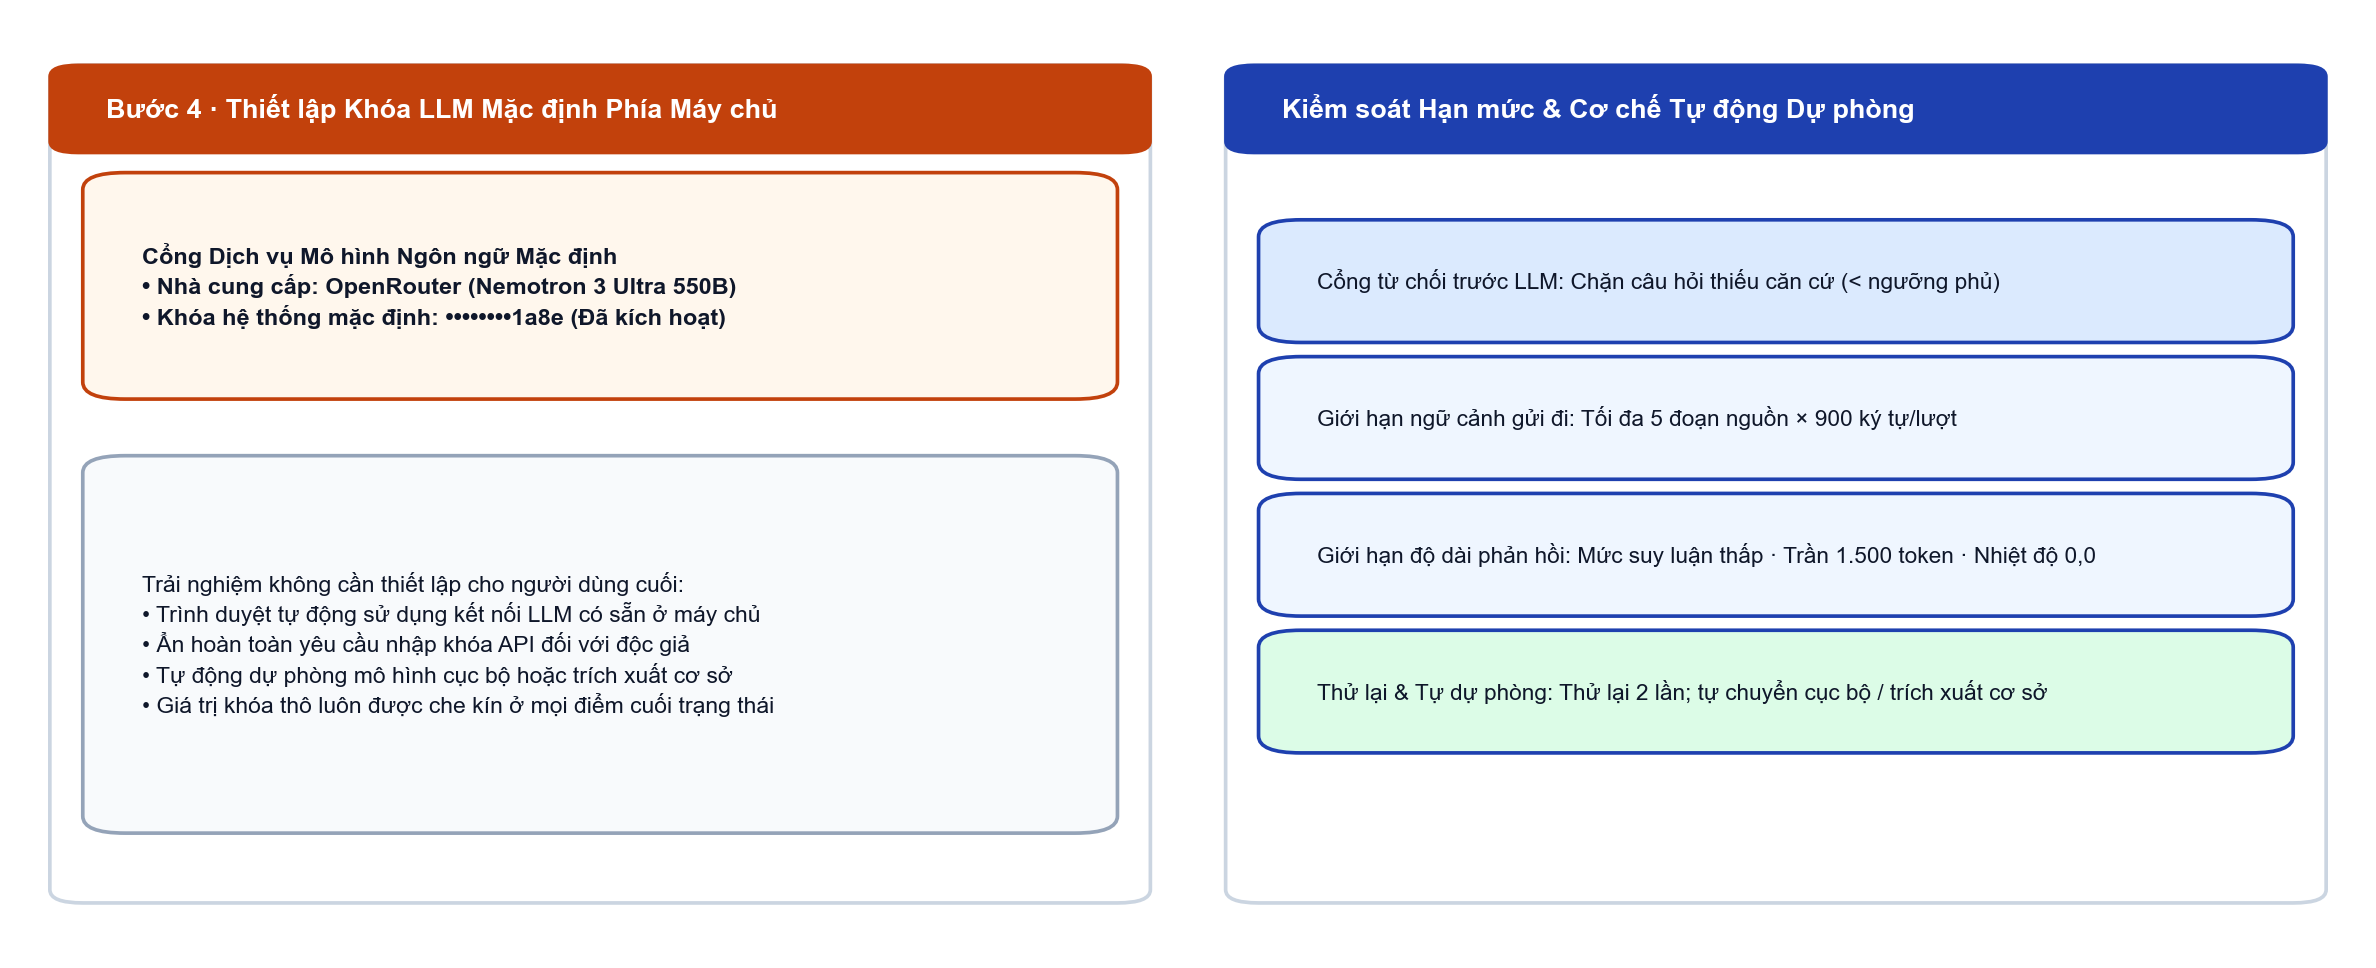 Bước 4 · Thiết lập Khóa LLM Mặc định Phía Máy chủ
Cổng Dịch vụ Mô hình Ngôn ngữ Mặc định
• Nhà cung cấp: OpenRouter (Nemotron 3 Ultra 550B)
• Khóa hệ thống mặc định: ••••••••1a8e (Đã kích hoạt)
Trải nghiệm không cần thiết lập cho người dùng cuối:
• Trình duyệt tự động sử dụng kết nối LLM có sẵn ở máy chủ
• Ẩn hoàn toàn yêu cầu nhập khóa API đối với độc giả
• Tự động dự phòng mô hình cục bộ hoặc trích xuất cơ sở
• Giá trị khóa thô luôn được che kín ở mọi điểm cuối trạng thái
Kiểm soát Hạn mức & Cơ chế Tự động Dự phòng
Cổng từ chối trước LLM: Chặn câu hỏi thiếu căn cứ (< ngưỡng phủ)
Giới hạn ngữ cảnh gửi đi: Tối đa 5 đoạn nguồn × 900 ký tự/lượt
Giới hạn độ dài phản hồi: Mức suy luận thấp · Trần 1.500 token · Nhiệt độ 0,0
Thử lại & Tự dự phòng: Thử lại 2 lần; tự chuyển cục bộ / trích xuất cơ sở